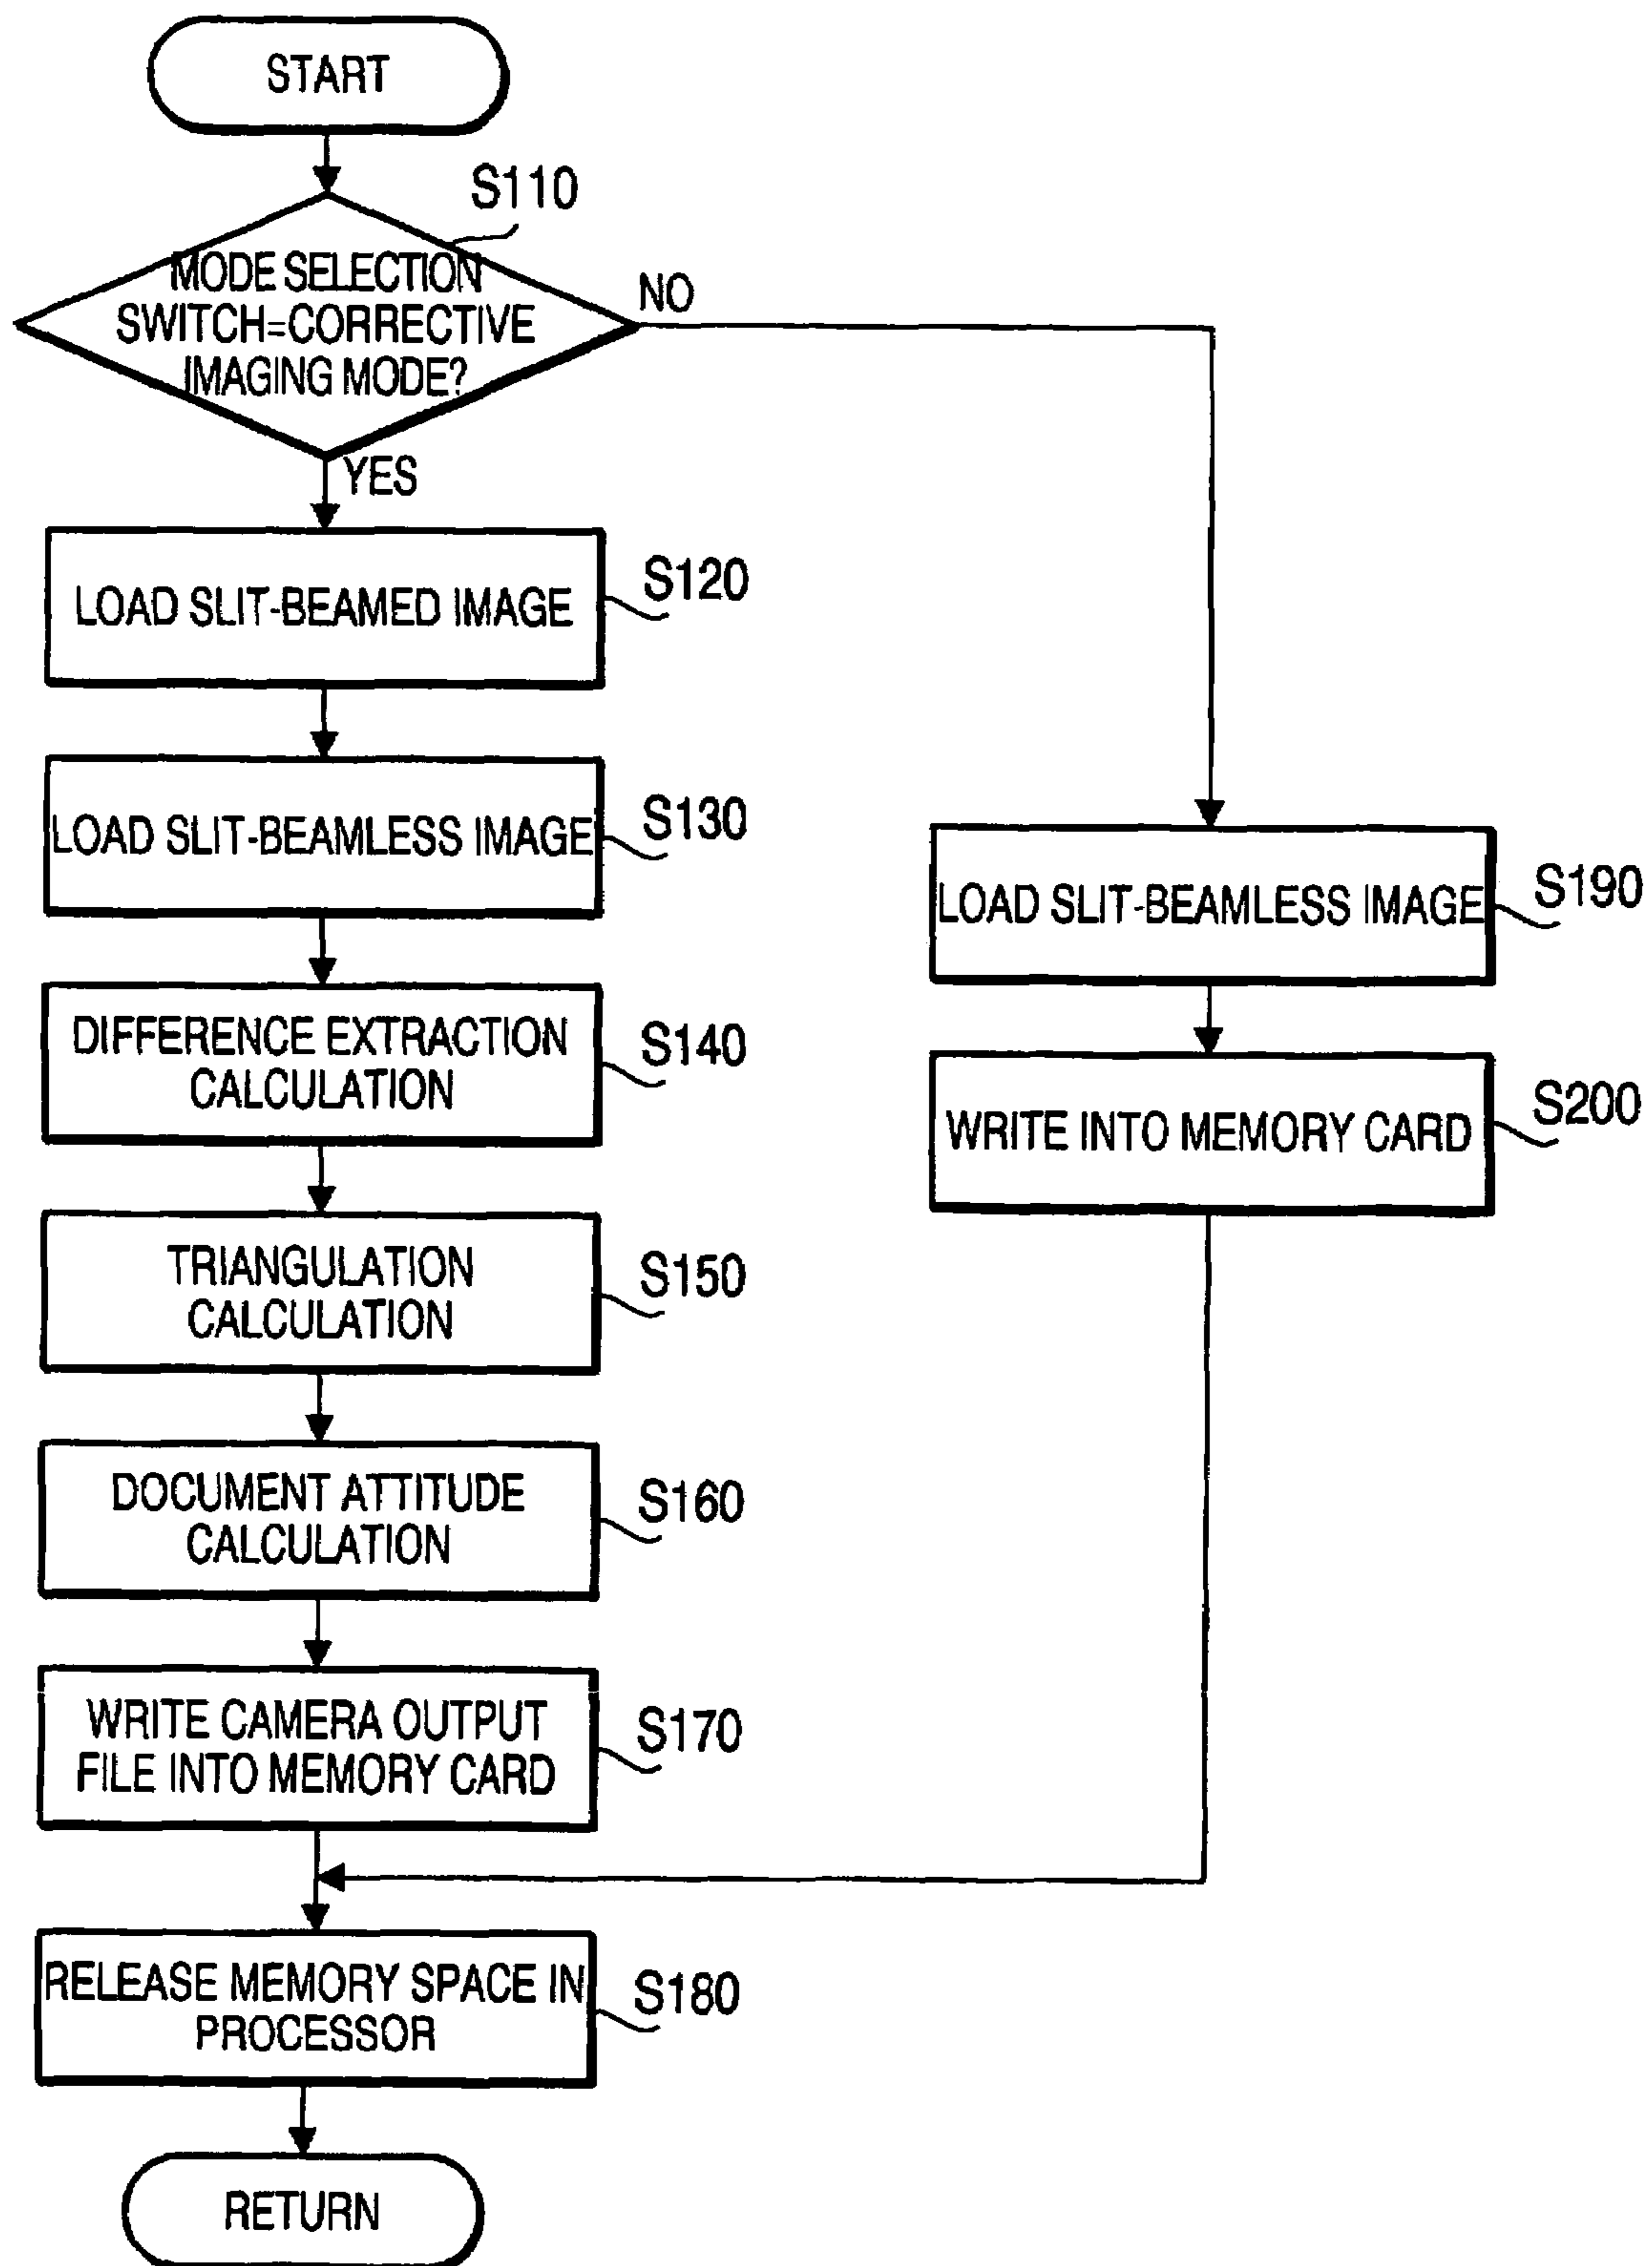 START
S110
MODE SELECTION
SWITCH=CORRECTIVE
IMAGING MODE?
NO
YES
LOAD SLIT-BEAMED IMAGE
S120
LOAD SLIT-BEAMLESS IMAGE
S130
DIFFERENCE EXTRACTION
CALCULATION
S140
TRIANGULATION
CALCULATION
S150
DOCUMENT ATTITUDE
CALCULATION
S160
WRITE CAMERA OUTPUT
FILE INTO MEMORY CARD
S170
LOAD SLIT-BEAMLESS IMAGE
S190
WRITE INTO MEMORY CARD
S200
RELEASE MEMORY SPACE IN
PROCESSOR
S180
RETURN